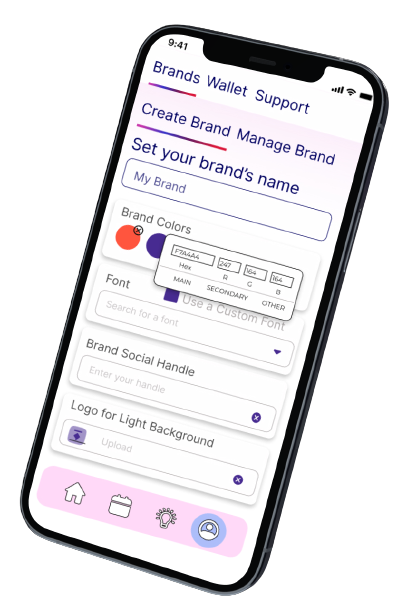 9:41
Brands Wallet Support
Create Brand Manage Brand
Set your brand's name
My Brand
Brand Colors
F7A4A4 247 164 164
Hex R G B
MAIN SECONDARY OTHER
Font
Use a Custom Font
Search for a font
Brand Social Handle
Enter your handle
Logo for Light Background
Upload